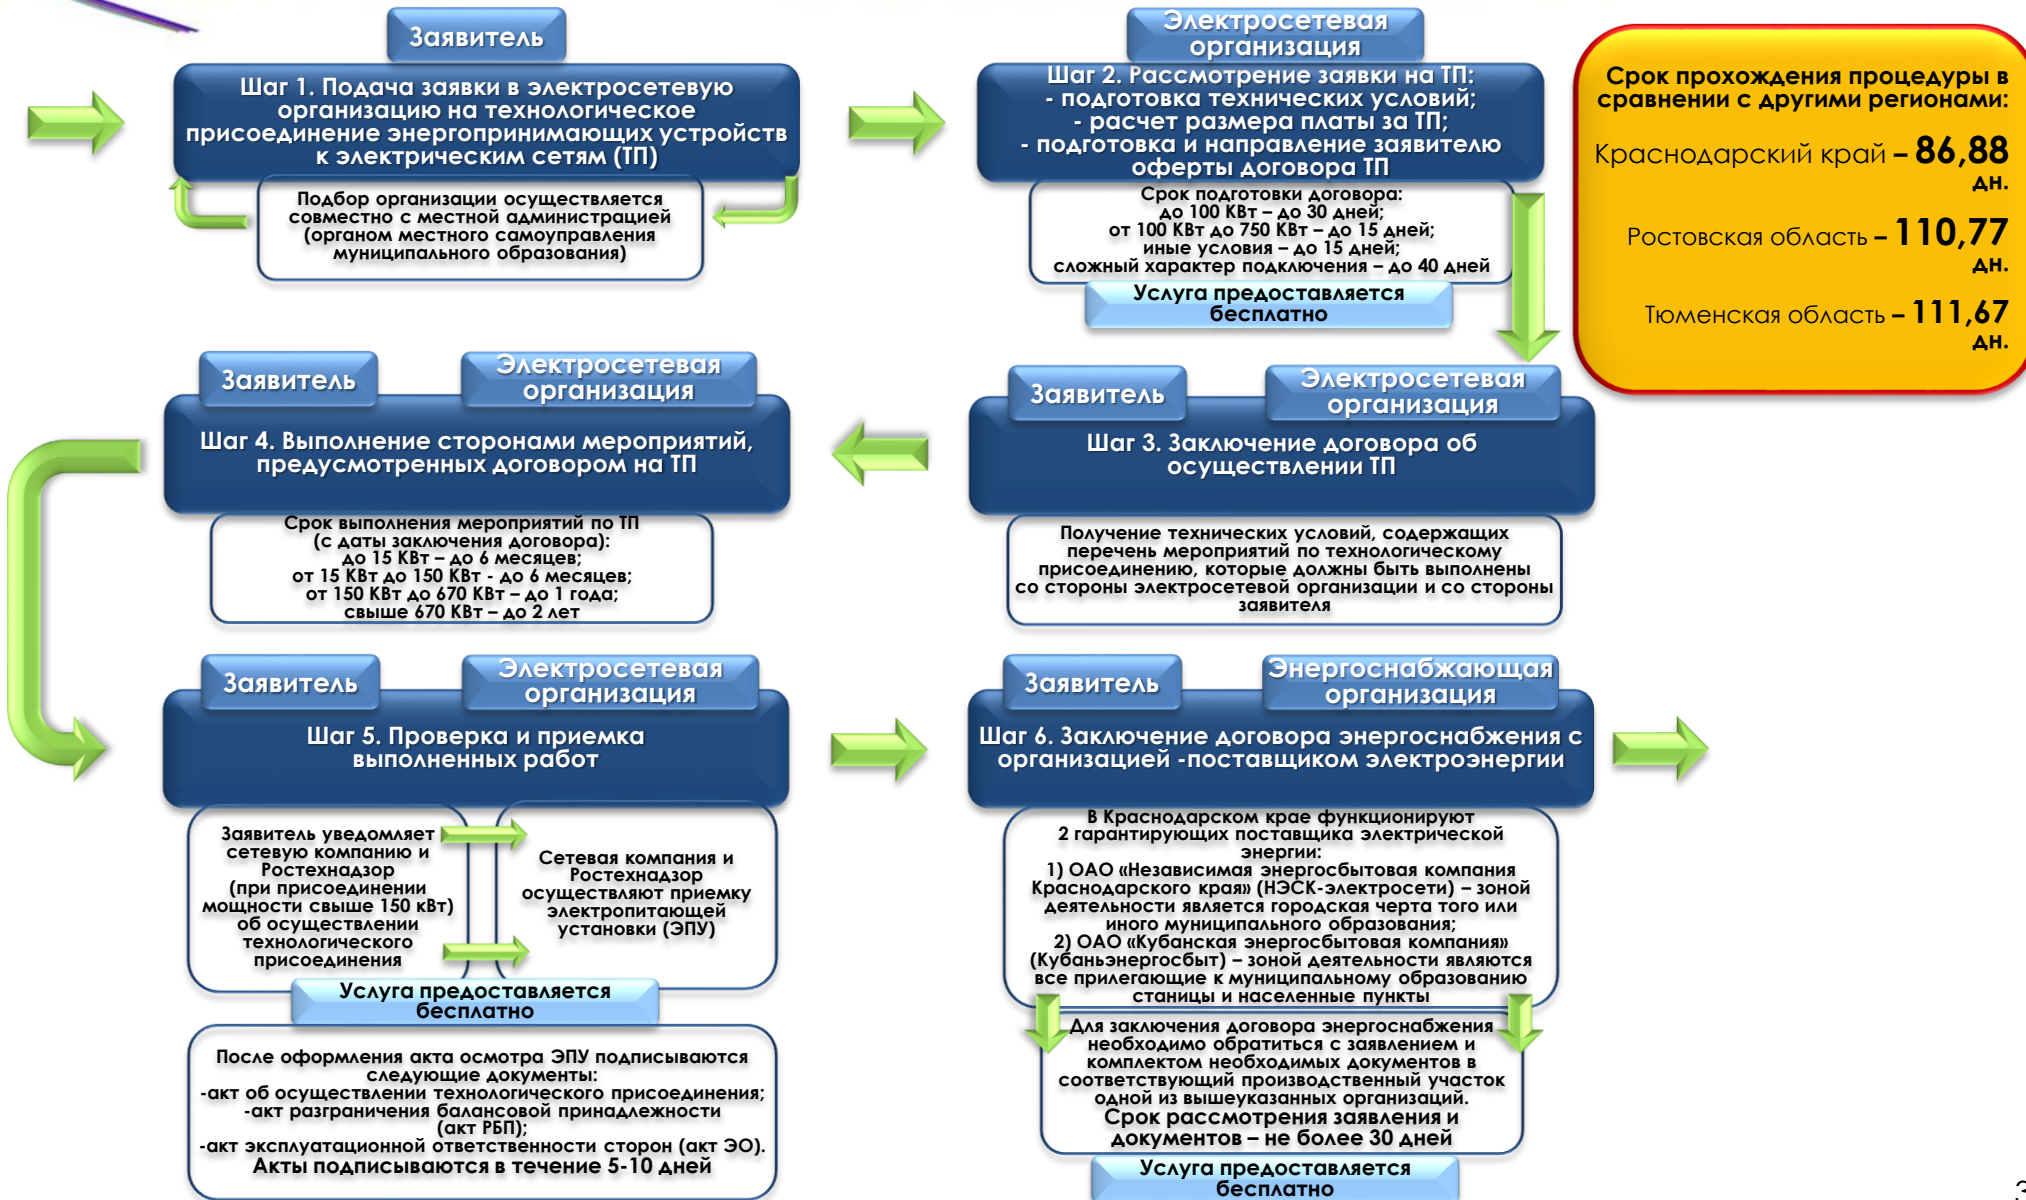 Заявитель
Шаг 1. Подача заявки в электросетевую
организацию на технологическое
присоединение энергопринимающих устройств
к электрическим сетям (ТП)
Подбор организации осуществляется
совместно с местной администрацией
(органом местного самоуправления
муниципального образования)
Электросетевая
организация
Шаг 2. Рассмотрение заявки на ТП:
- подготовка технических условий;
- расчет размера платы за ТП;
- подготовка и направление заявителю
оферты договора ТП
Срок подготовки договора:
до 100 КВт – до 30 дней;
от 100 КВт до 750 КВт – до 15 дней;
иные условия – до 15 дней;
сложный характер подключения – до 40 дней
Услуга предоставляется
бесплатно
Срок прохождения процедуры в
сравнении с другими регионами:
Краснодарский край – 86,88
дн.
Ростовская область – 110,77
дн.
Тюменская область – 111,67
дн.
Заявитель
Электросетевая
организация
Шаг 3. Заключение договора об
осуществлении ТП
Получение технических условий, содержащих
перечень мероприятий по технологическому
присоединению, которые должны быть выполнены
со стороны электросетевой организации и со стороны
заявителя
Заявитель
Электросетевая
организация
Шаг 4. Выполнение сторонами мероприятий,
предусмотренных договором на ТП
Срок выполнения мероприятий по ТП
(с даты заключения договора):
до 15 КВт – до 6 месяцев;
от 15 КВт до 150 КВт - до 6 месяцев;
от 150 КВт до 670 КВт – до 1 года;
свыше 670 КВт – до 2 лет
Заявитель
Электросетевая
организация
Шаг 5. Проверка и приемка
выполненных работ
Заявитель уведомляет
сетевую компанию и
Ростехнадзор
(при присоединении
мощности свыше 150 кВт)
об осуществлении
технологического
присоединения
Сетевая компания и
Ростехнадзор
осуществляют приемку
электропитающей
установки (ЭПУ)
Услуга предоставляется
бесплатно
После оформления акта осмотра ЭПУ подписываются
следующие документы:
-акт об осуществлении технологического присоединения;
-акт разграничения балансовой принадлежности
(акт РБП);
-акт эксплуатационной ответственности сторон (акт ЭО).
Акты подписываются в течение 5-10 дней
Заявитель
Энергоснабжающая
организация
Шаг 6. Заключение договора энергоснабжения с
организацией -поставщиком электроэнергии
В Краснодарском крае функционируют
2 гарантирующих поставщика электрической
энергии:
1) ОАО «Независимая энергосбытовая компания
Краснодарского края» (НЭСК-электросети) – зоной
деятельности является городская черта того или
иного муниципального образования;
2) ОАО «Кубанская энергосбытовая компания»
(Кубаньэнергосбыт) – зоной деятельности являются
все прилегающие к муниципальному образованию
станицы и населенные пункты
Для заключения договора энергоснабжения
необходимо обратиться с заявлением и
комплектом необходимых документов в
соответствующий производственный участок
одной из вышеуказанных организаций.
Срок рассмотрения заявления и
документов – не более 30 дней
Услуга предоставляется
бесплатно